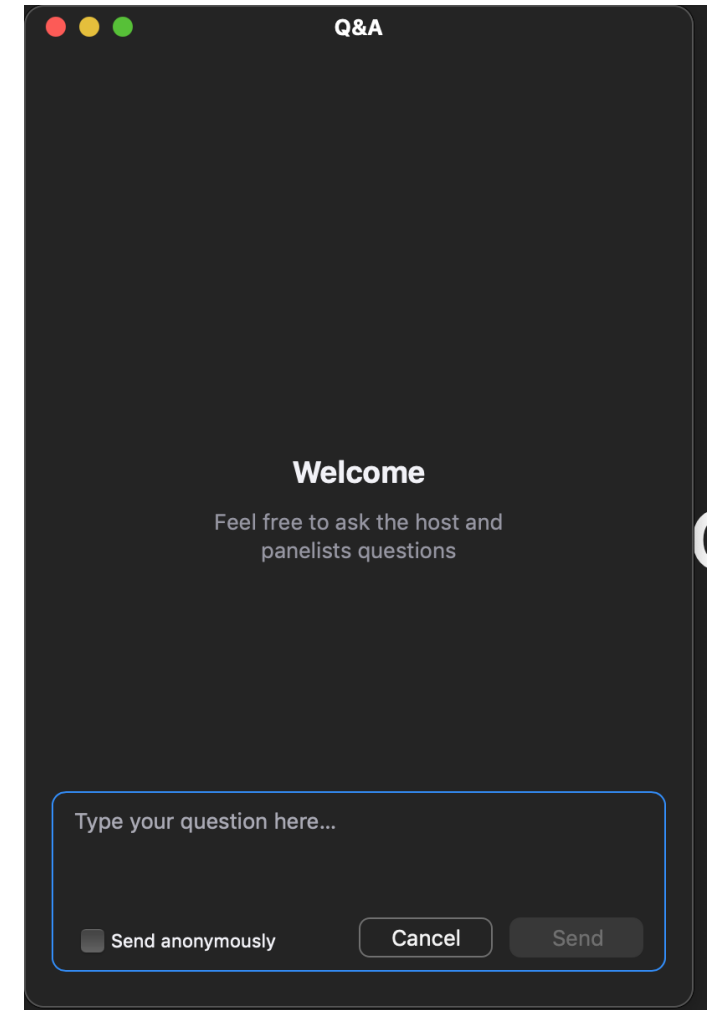 Q&A
Welcome
Feel free to ask the host and
panelists questions
Type your question here...
Send anonymously
Cancel
Send